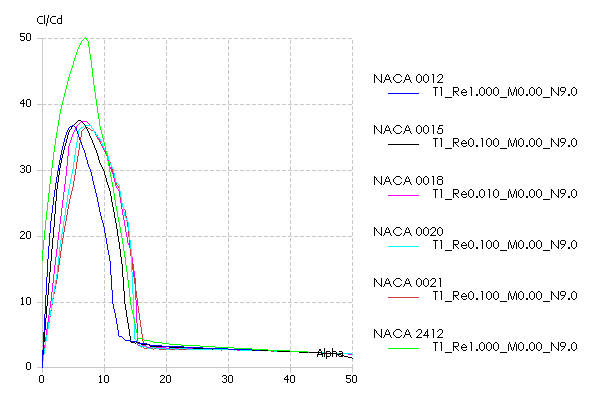 Cl/Cd
50
40
30
20
10
0
0
10
20
30
40
50
Alpha
NACA 0012
T1_Re1.000_M0.00_N9.0
NACA 0015
T1_Re0.100_M0.00_N9.0
NACA 0018
T1_Re0.010_M0.00_N9.0
NACA 0020
T1_Re0.100_M0.00_N9.0
NACA 0021
T1_Re0.100_M0.00_N9.0
NACA 2412
T1_Re1.000_M0.00_N9.0